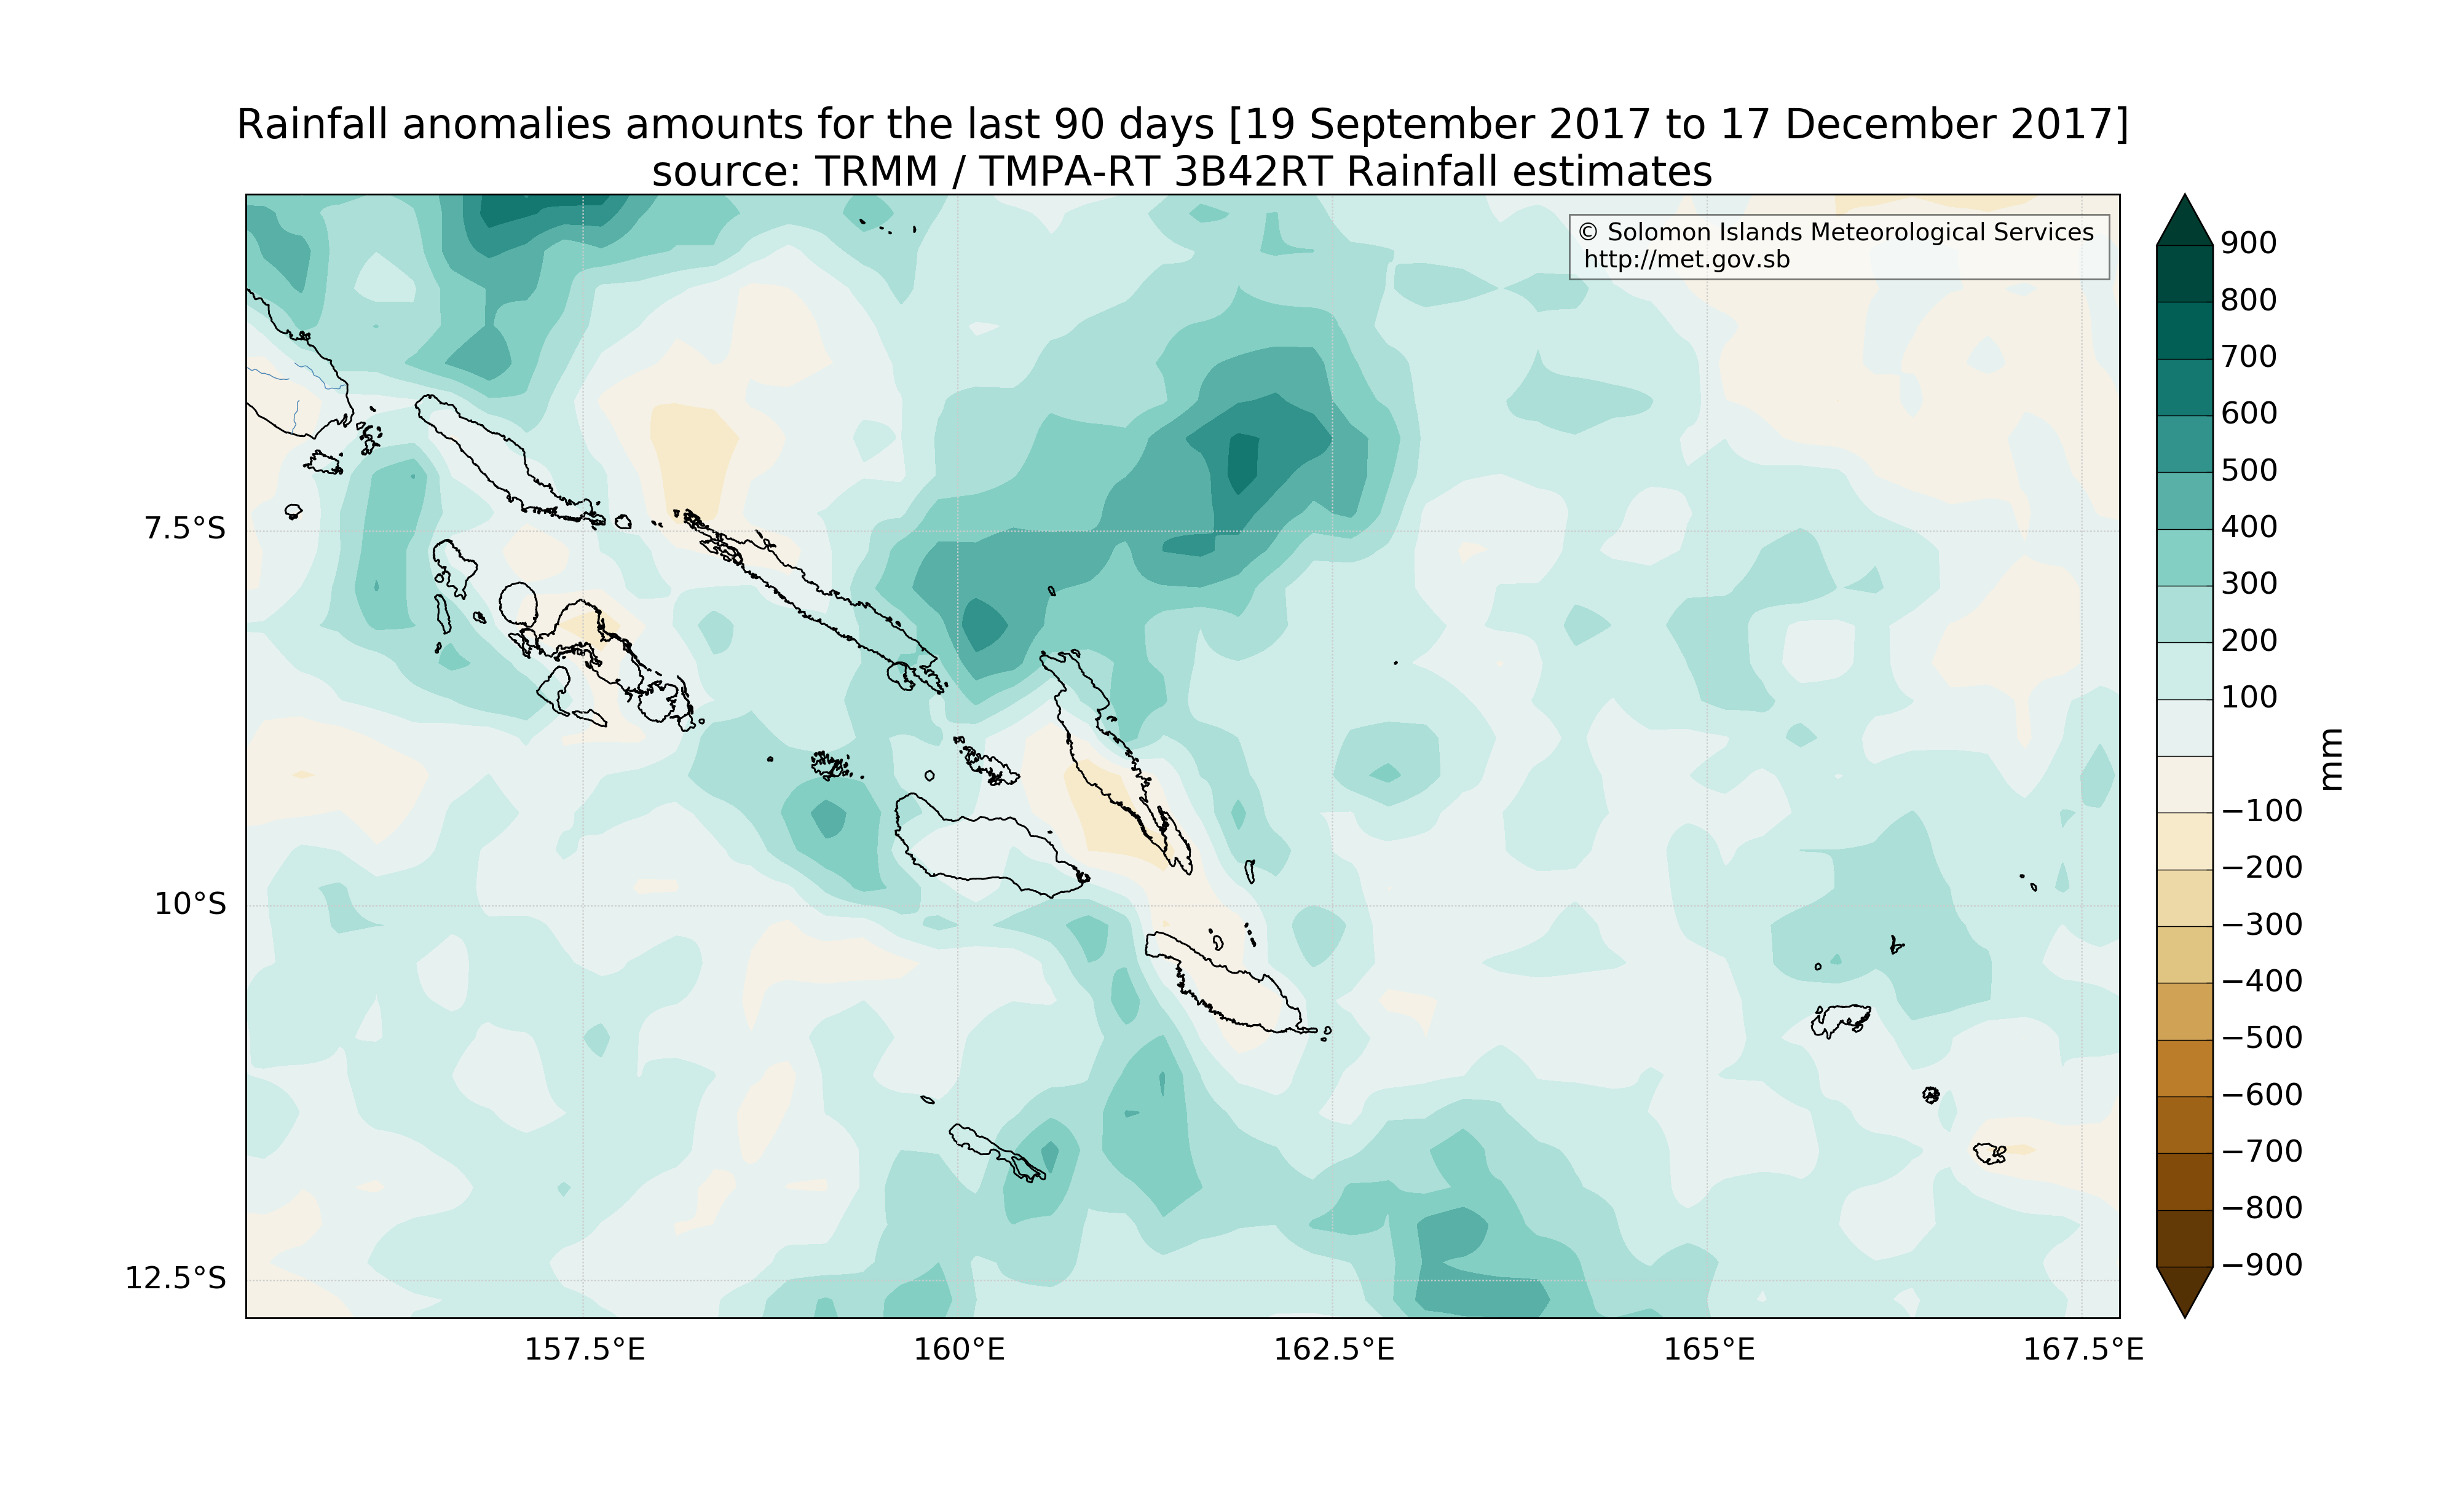 Rainfall anomalies amounts for the last 90 days [19 September 2017 to 17 December 2017]
source: TRMM / TMPA-RT 3B42RT Rainfall estimates
© Solomon Islands Meteorological Services
http://met.gov.sb
7.5°S
10°S
12.5°S
157.5°E
160°E
162.5°E
165°E
167.5°E
900
800
700
600
500
400
300
200
100
−100
−200
−300
−400
−500
−600
−700
−800
−900
mm